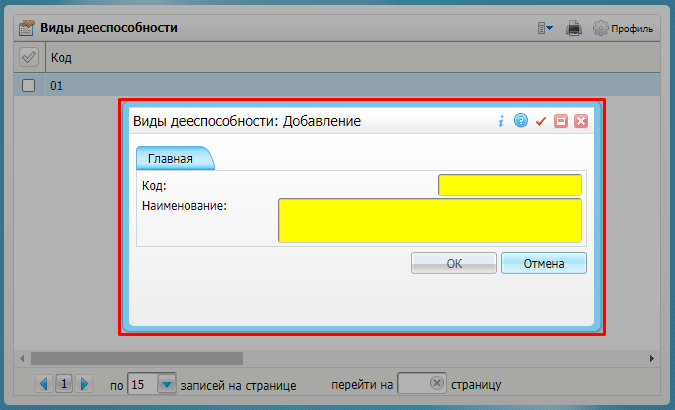 Виды дееспособности
Профиль
Код
01
Виды дееспособности: Добавление
Главная
Код:
Наименование:
ОК
Отмена
1 по 15 записей на странице перейти на страницу